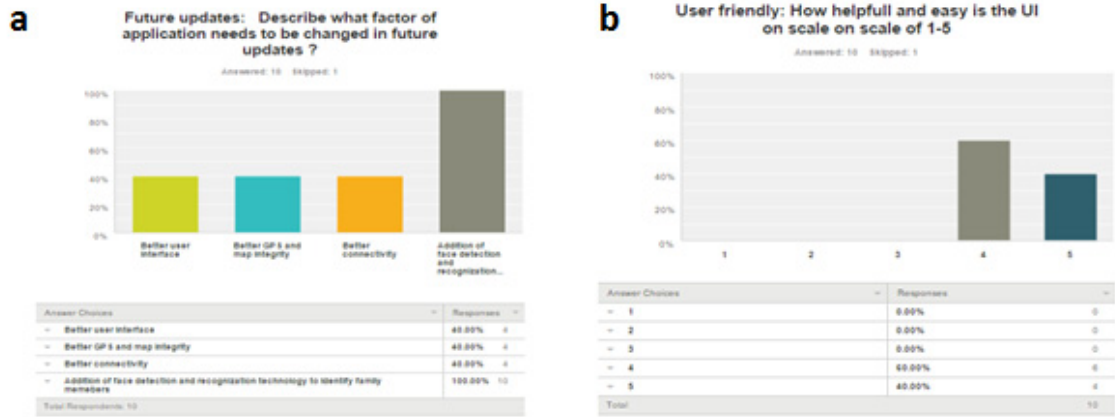 a
Future updates: Describe what factor of
application needs to be changed in future
updates ?
Answered: 10 Skipped: 1
100%
80%
60%
40%
20%
0%
Better user
interface
Better GPS and
map integrity
Better
connectivity
Addition of
face detection
and
recognization...
Answer Choices
Responses
Better user interface
40.00% 4
Better GPS and map integrity
40.00% 4
Better connectivity
40.00% 4
Addition of face detection and recognization technology to identify family
memebers
100.00% 10
Total Respondents: 10
b
User friendly: How helpfull and easy is the UI
on scale on scale of 1-5
Answered: 10 Skipped: 1
100%
80%
60%
40%
20%
0%
1 2 3 4 5
Answer Choices
Responses
1 0.00% 0
2 0.00% 0
3 0.00% 0
4 60.00% 6
5 40.00% 4
Total 10